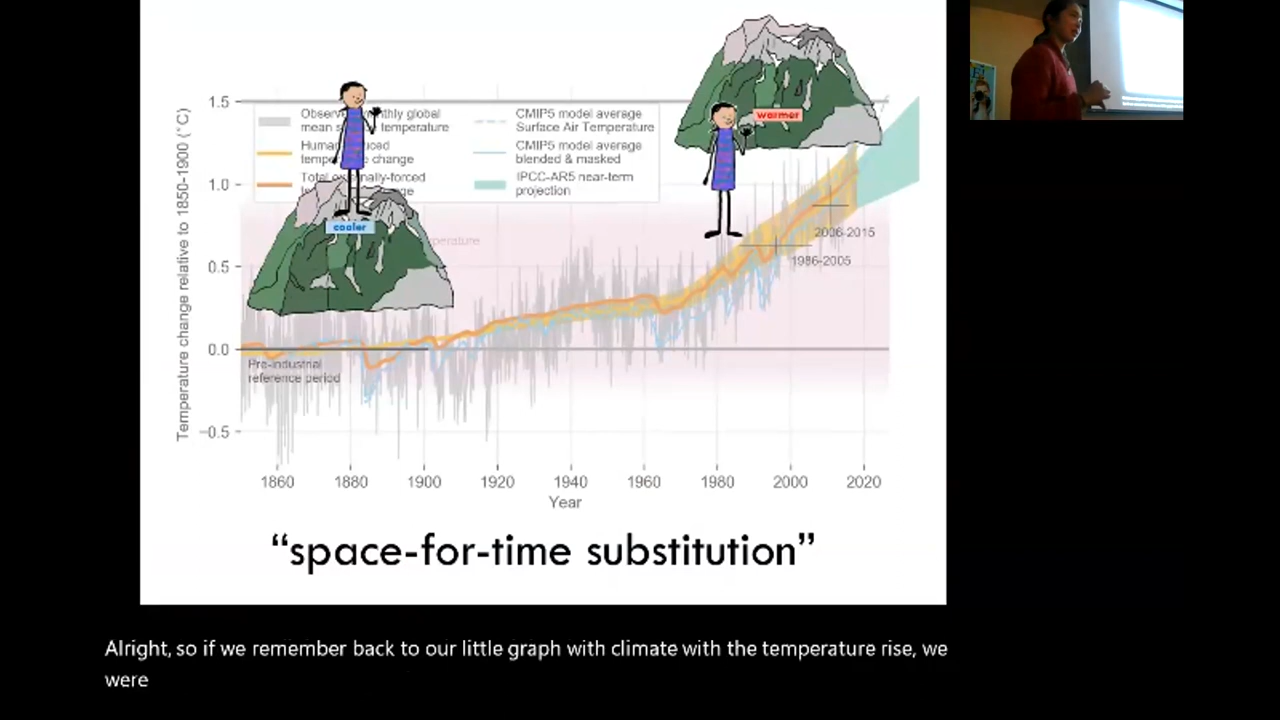 1.5
1.0
0.5
0.0
−0.5
Temperature change relative to 1850-1900 (°C)
mean temperature
CMIP5 model average
Surface Air Temperature
CMIP5 model average
blended & masked
IPCC-AR5 near-term
projection
cooler
warmer
2006-2015
1986-2005
Pre-industrial
reference period
1860 1880 1900 1920 1940 1960 1980 2000 2020
Year
“space-for-time substitution”
Alright, so if we remember back to our little graph with climate with the temperature rise, we
were